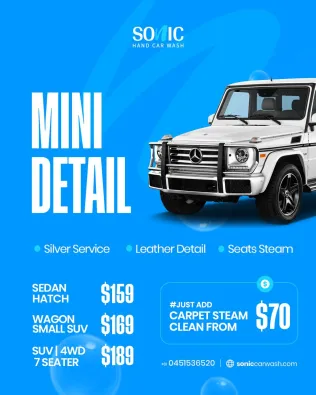 SONIC
HAND CAR WASH
MINI
DETAIL
Silver Service
Leather Detail
Seats Steam
SEDAN
HATCH
$159
WAGON
SMALL SUV
$169
SUV | 4WD
7 SEATER
$189
#JUST ADD
CARPET STEAM
CLEAN FROM
$70
0451536520 | soniccarwash.com